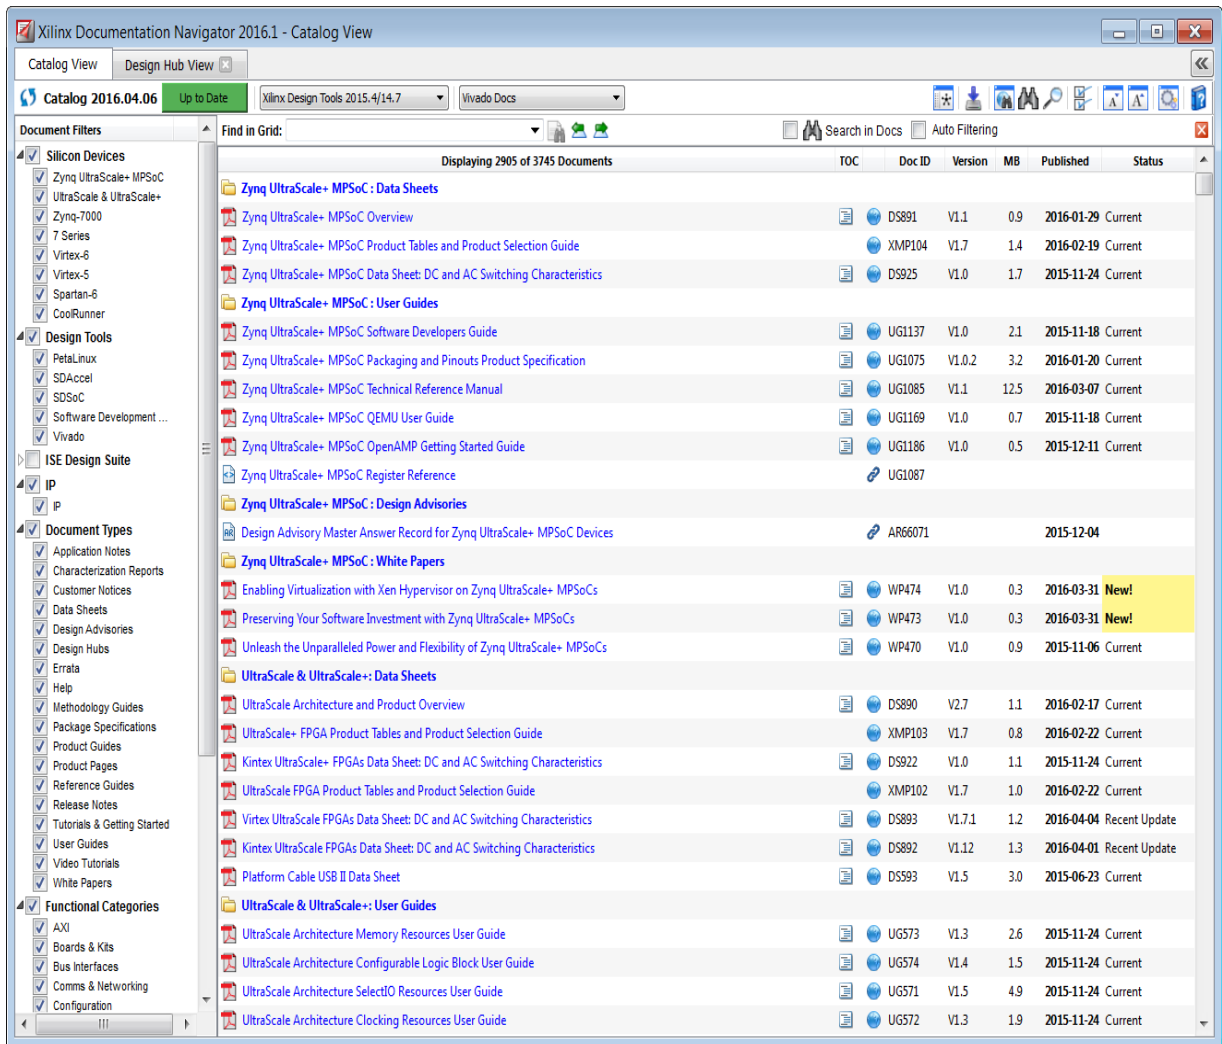 Xilinx Documentation Navigator 2016.1 - Catalog View
Catalog View Design Hub View
Catalog 2016.04.06 Up to Date Xilinx Design Tools 2015.4/14.7 Vivado Docs
Document Filters
Silicon Devices
Zynq UltraScale+ MPSoC
UltraScale & UltraScale+
Zynq-7000
7 Series
Virtex-6
Virtex-5
Spartan-6
CoolRunner
Design Tools
PetaLinux
SDAccel
SDSoC
Software Development ...
Vivado
ISE Design Suite
IP
IP
Document Types
Application Notes
Characterization Reports
Customer Notices
Data Sheets
Design Advisories
Design Hubs
Errata
Help
Methodology Guides
Package Specifications
Product Guides
Product Pages
Reference Guides
Release Notes
Tutorials & Getting Started
User Guides
Video Tutorials
White Papers
Functional Categories
AXI
Boards & Kits
Bus Interfaces
Comms & Networking
Configuration
Find in Grid: Search in Docs Auto Filtering
Displaying 2905 of 3745 Documents TOC Doc ID Version MB Published Status
Zynq UltraScale+ MPSoC : Data Sheets
Zynq UltraScale+ MPSoC Overview DS891 V1.1 0.9 2016-01-29 Current
Zynq UltraScale+ MPSoC Product Tables and Product Selection Guide XMP104 V1.7 1.4 2016-02-19 Current
Zynq UltraScale+ MPSoC Data Sheet: DC and AC Switching Characteristics DS925 V1.0 1.7 2015-11-24 Current
Zynq UltraScale+ MPSoC : User Guides
Zynq UltraScale+ MPSoC Software Developers Guide UG1137 V1.0 2.1 2015-11-18 Current
Zynq UltraScale+ MPSoC Packaging and Pinouts Product Specification UG1075 V1.0.2 3.2 2016-01-20 Current
Zynq UltraScale+ MPSoC Technical Reference Manual UG1085 V1.1 12.5 2016-03-07 Current
Zynq UltraScale+ MPSoC QEMU User Guide UG1169 V1.0 0.7 2015-11-18 Current
Zynq UltraScale+ MPSoC OpenAMP Getting Started Guide UG1186 V1.0 0.5 2015-12-11 Current
Zynq UltraScale+ MPSoC Register Reference UG1087
Zynq UltraScale+ MPSoC : Design Advisories
AR Design Advisory Master Answer Record for Zynq UltraScale+ MPSoC Devices AR66071 2015-12-04
Zynq UltraScale+ MPSoC : White Papers
Enabling Virtualization with Xen Hypervisor on Zynq UltraScale+ MPSoCs WP474 V1.0 0.3 2016-03-31 New!
Preserving Your Software Investment with Zynq UltraScale+ MPSoCs WP473 V1.0 0.3 2016-03-31 New!
Unleash the Unparalleled Power and Flexibility of Zynq UltraScale+ MPSoCs WP470 V1.0 0.9 2015-11-06 Current
UltraScale & UltraScale+: Data Sheets
UltraScale Architecture and Product Overview DS890 V2.7 1.1 2016-02-17 Current
UltraScale+ FPGA Product Tables and Product Selection Guide XMP103 V1.7 0.8 2016-02-22 Current
Kintex UltraScale+ FPGAs Data Sheet: DC and AC Switching Characteristics DS922 V1.0 1.1 2015-11-24 Current
UltraScale FPGA Product Tables and Product Selection Guide XMP102 V1.7 1.0 2016-02-22 Current
Virtex UltraScale FPGAs Data Sheet: DC and AC Switching Characteristics DS893 V1.7.1 1.2 2016-04-04 Recent Update
Kintex UltraScale FPGAs Data Sheet: DC and AC Switching Characteristics DS892 V1.12 1.3 2016-04-01 Recent Update
Platform Cable USB II Data Sheet DS593 V1.5 3.0 2015-06-23 Current
UltraScale & UltraScale+: User Guides
UltraScale Architecture Memory Resources User Guide UG573 V1.3 2.6 2015-11-24 Current
UltraScale Architecture Configurable Logic Block User Guide UG574 V1.4 1.5 2015-11-24 Current
UltraScale Architecture SelectIO Resources User Guide UG571 V1.5 4.9 2015-11-24 Current
UltraScale Architecture Clocking Resources User Guide UG572 V1.3 1.9 2015-11-24 Current